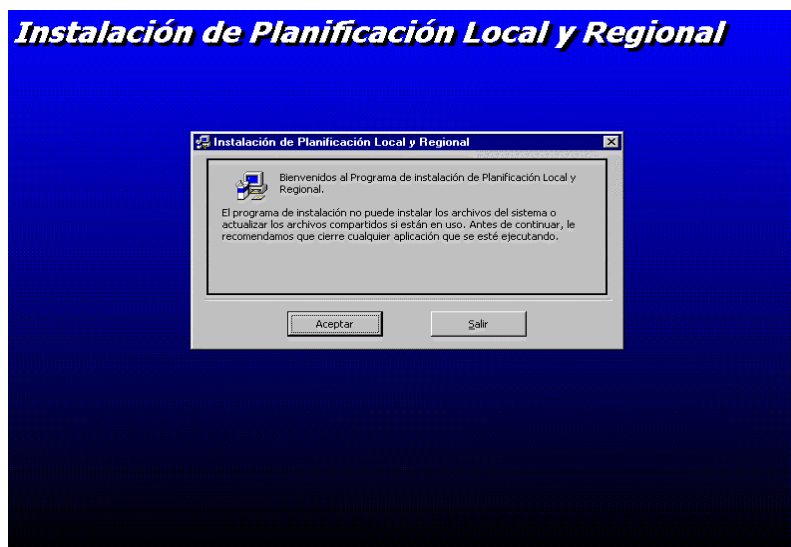 Instalación de Planificación Local y Regional
Instalación de Planificación Local y Regional
Bienvenidos al Programa de instalación de Planificación Local y
Regional.
El programa de instalación no puede instalar los archivos del sistema o
actualizar los archivos compartidos si están en uso. Antes de continuar, le
recomendamos que cierre cualquier aplicación que se esté ejecutando.
Aceptar
Salir